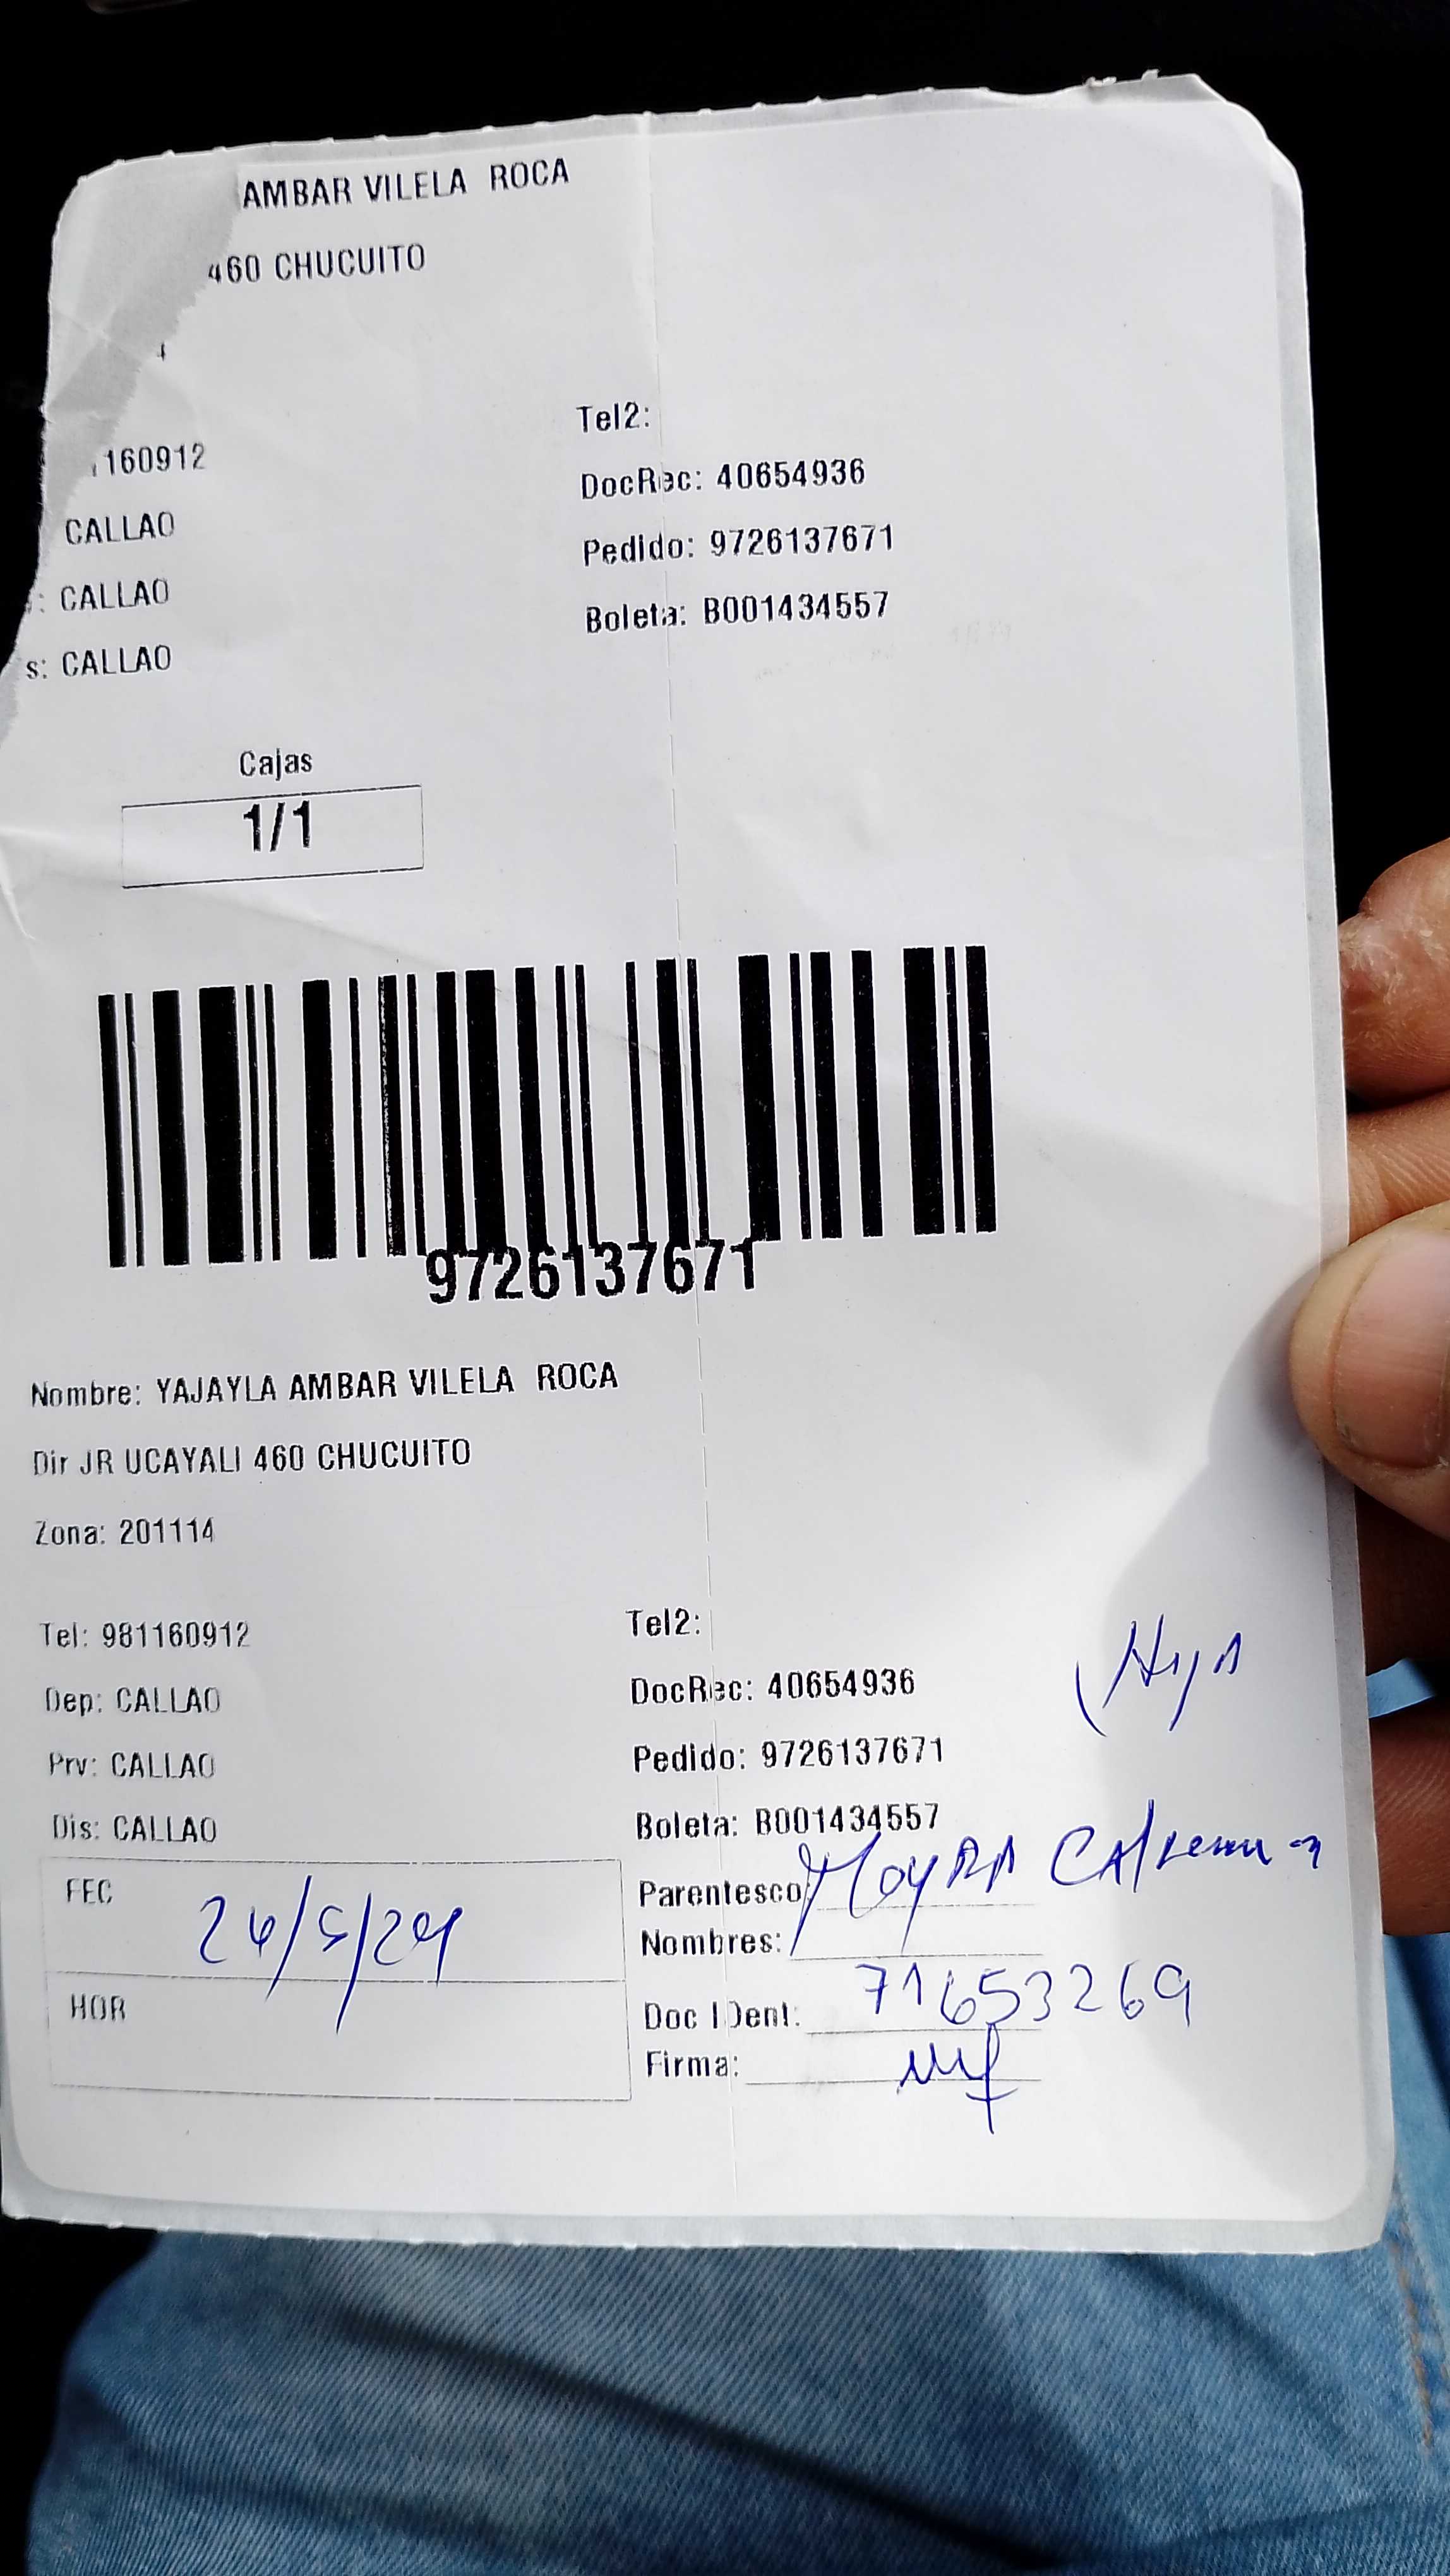 AMBAR VILELA ROCA
460 CHUCUITO
Tel2:
160912
DocRec: 40654936
CALLAO
Pedido: 9726137671
: CALLAO
Boleta: B001434557
s: CALLAO
Cajas
1/1
9726137671
Nombre: YAJAYLA AMBAR VILELA ROCA
Dir JR UCAYALI 460 CHUCUITO
Zona: 201114
Tel: 981160912
Tel2:
Dep: CALLAO
DocRec: 40654936
Prv: CALLAO
Pedido: 9726137671
Dis: CALLAO
Boleta: B001434557
FEC 24/5/24
Parentesco:
Nombres:
HOR
Doc IDent: 71653269
Firma: